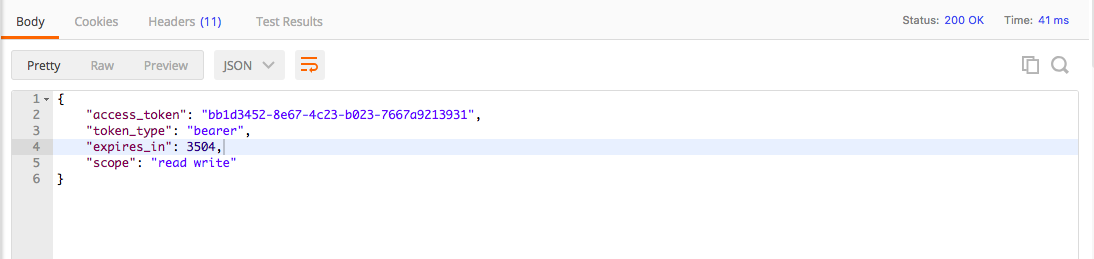 Body Cookies Headers (11) Test Results Status: 200 OK Time: 41 ms
Pretty Raw Preview JSON
1 {
2 "access_token": "bb1d3452-8e67-4c23-b023-7667a9213931",
3 "token_type": "bearer",
4 "expires_in": 3504,
5 "scope": "read write"
6 }